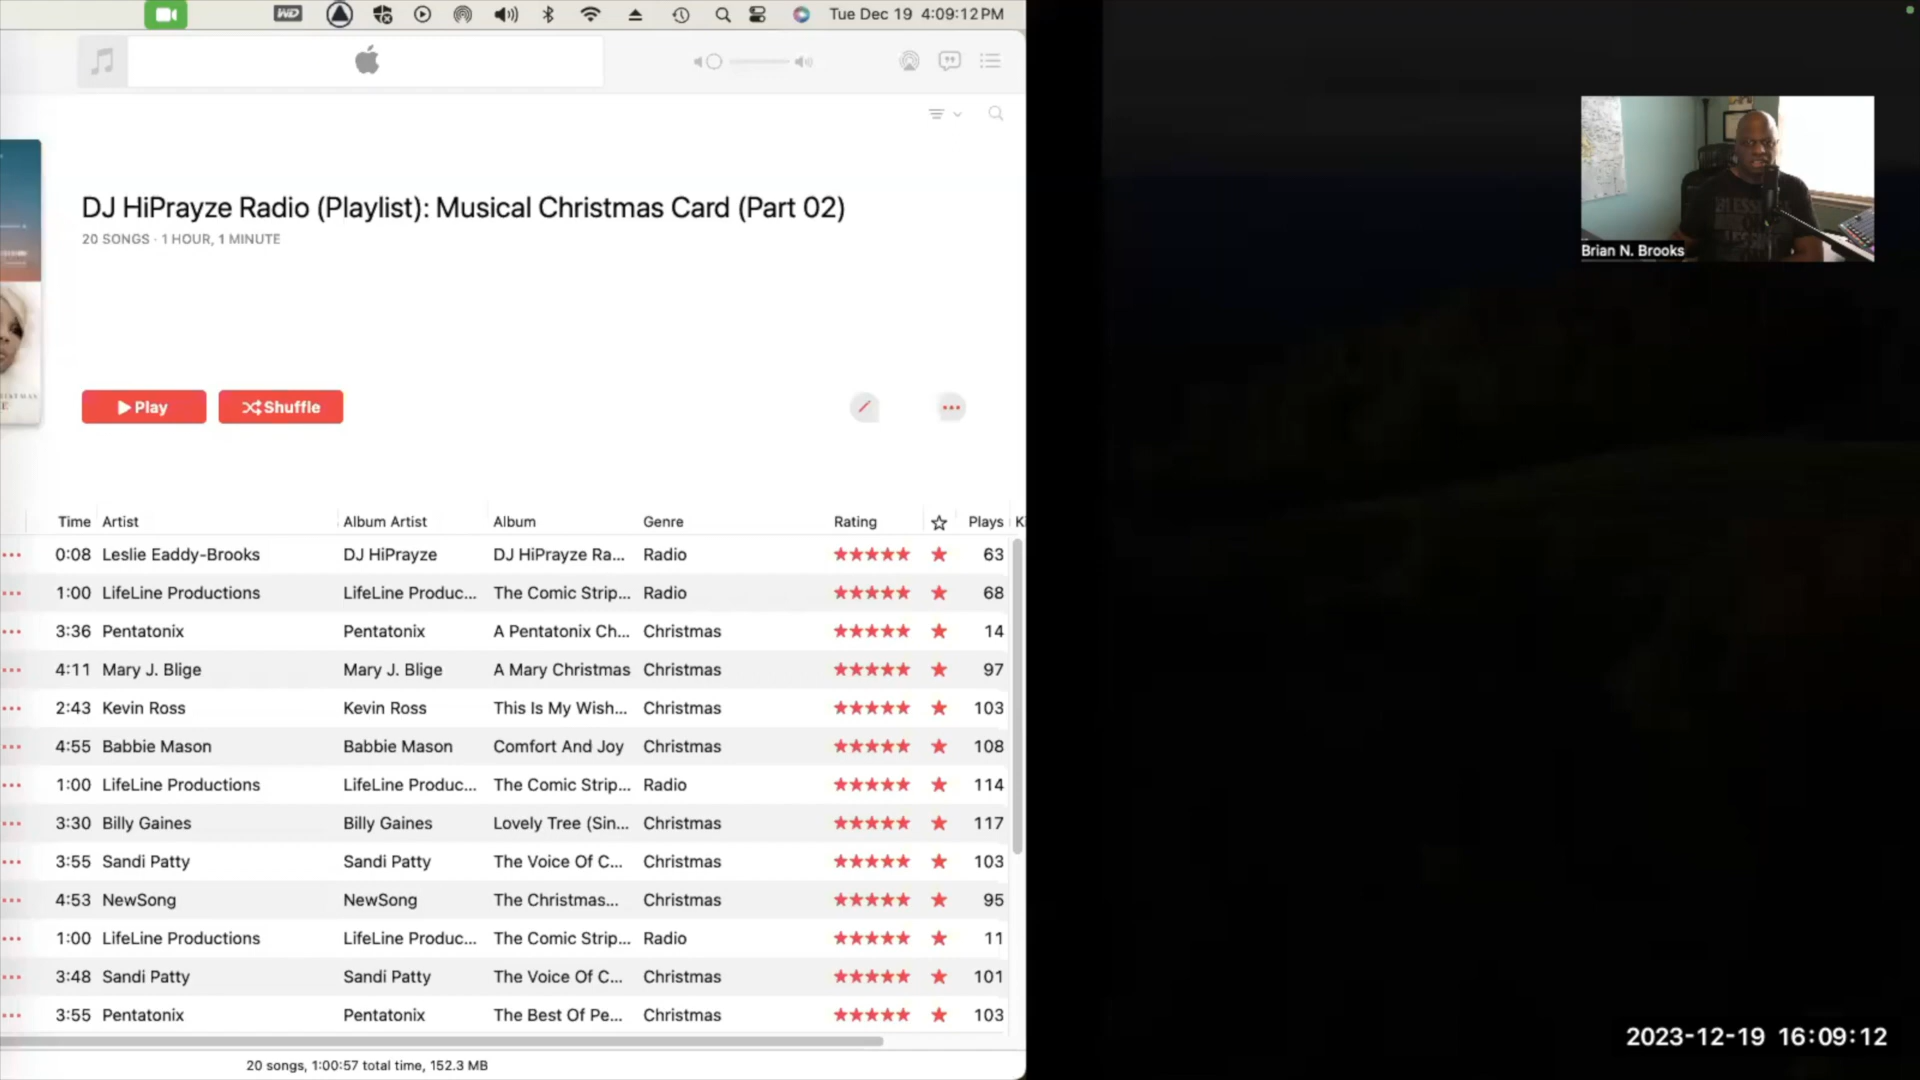 WD Tue Dec 19 4:09:12 PM
DJ HiPrayze Radio (Playlist): Musical Christmas Card (Part 02)
20 SONGS · 1 HOUR, 1 MINUTE
Play Shuffle
Time Artist Album Artist Album Genre Rating Plays
0:08 Leslie Eaddy-Brooks DJ HiPrayze DJ HiPrayze Ra... Radio 63
1:00 LifeLine Productions LifeLine Produc... The Comic Strip... Radio 68
3:36 Pentatonix Pentatonix A Pentatonix Ch... Christmas 14
4:11 Mary J. Blige Mary J. Blige A Mary Christmas Christmas 97
2:43 Kevin Ross Kevin Ross This Is My Wish... Christmas 103
4:55 Babbie Mason Babbie Mason Comfort And Joy Christmas 108
1:00 LifeLine Productions LifeLine Produc... The Comic Strip... Radio 114
3:30 Billy Gaines Billy Gaines Lovely Tree (Sin... Christmas 117
3:55 Sandi Patty Sandi Patty The Voice Of C... Christmas 103
4:53 NewSong NewSong The Christmas... Christmas 95
1:00 LifeLine Productions LifeLine Produc... The Comic Strip... Radio 11
3:48 Sandi Patty Sandi Patty The Voice Of C... Christmas 101
3:55 Pentatonix Pentatonix The Best Of Pe... Christmas 103
20 songs, 1:00:57 total time, 152.3 MB
Brian N. Brooks
2023-12-19 16:09:12